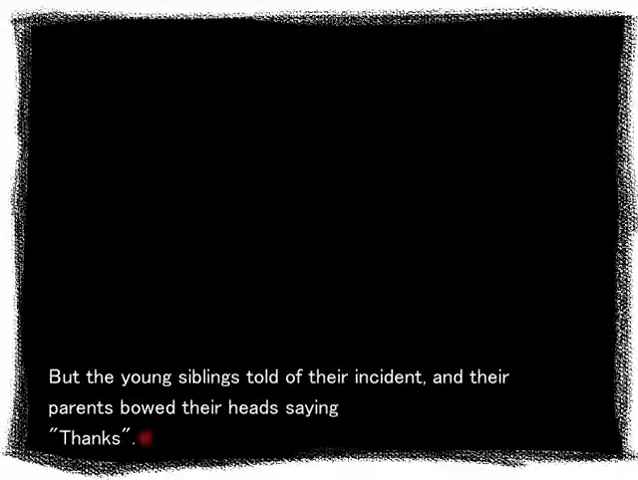 But the young siblings told of their incident, and their
parents bowed their heads saying
"Thanks".